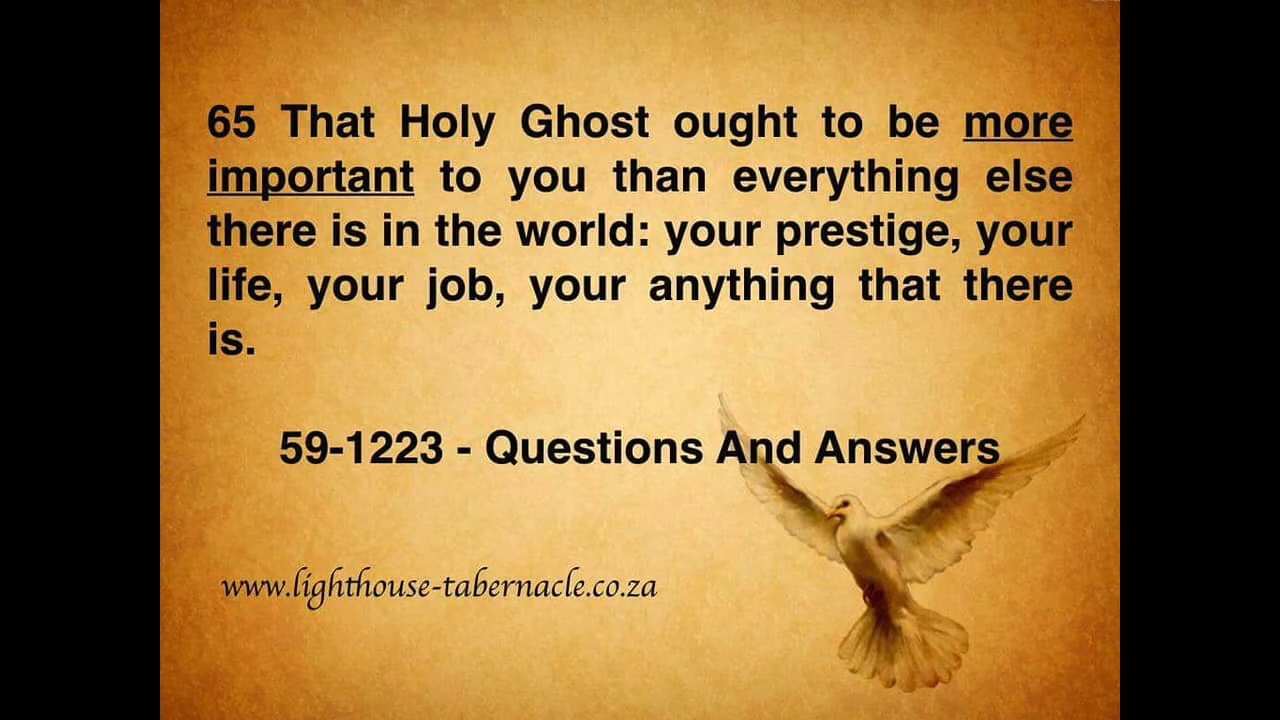 65 That Holy Ghost ought to be more
important to you than everything else
there is in the world: your prestige, your
life, your job, your anything that there
is.
59-1223 - Questions And Answers
www.lighthouse-tabernacle.co.za